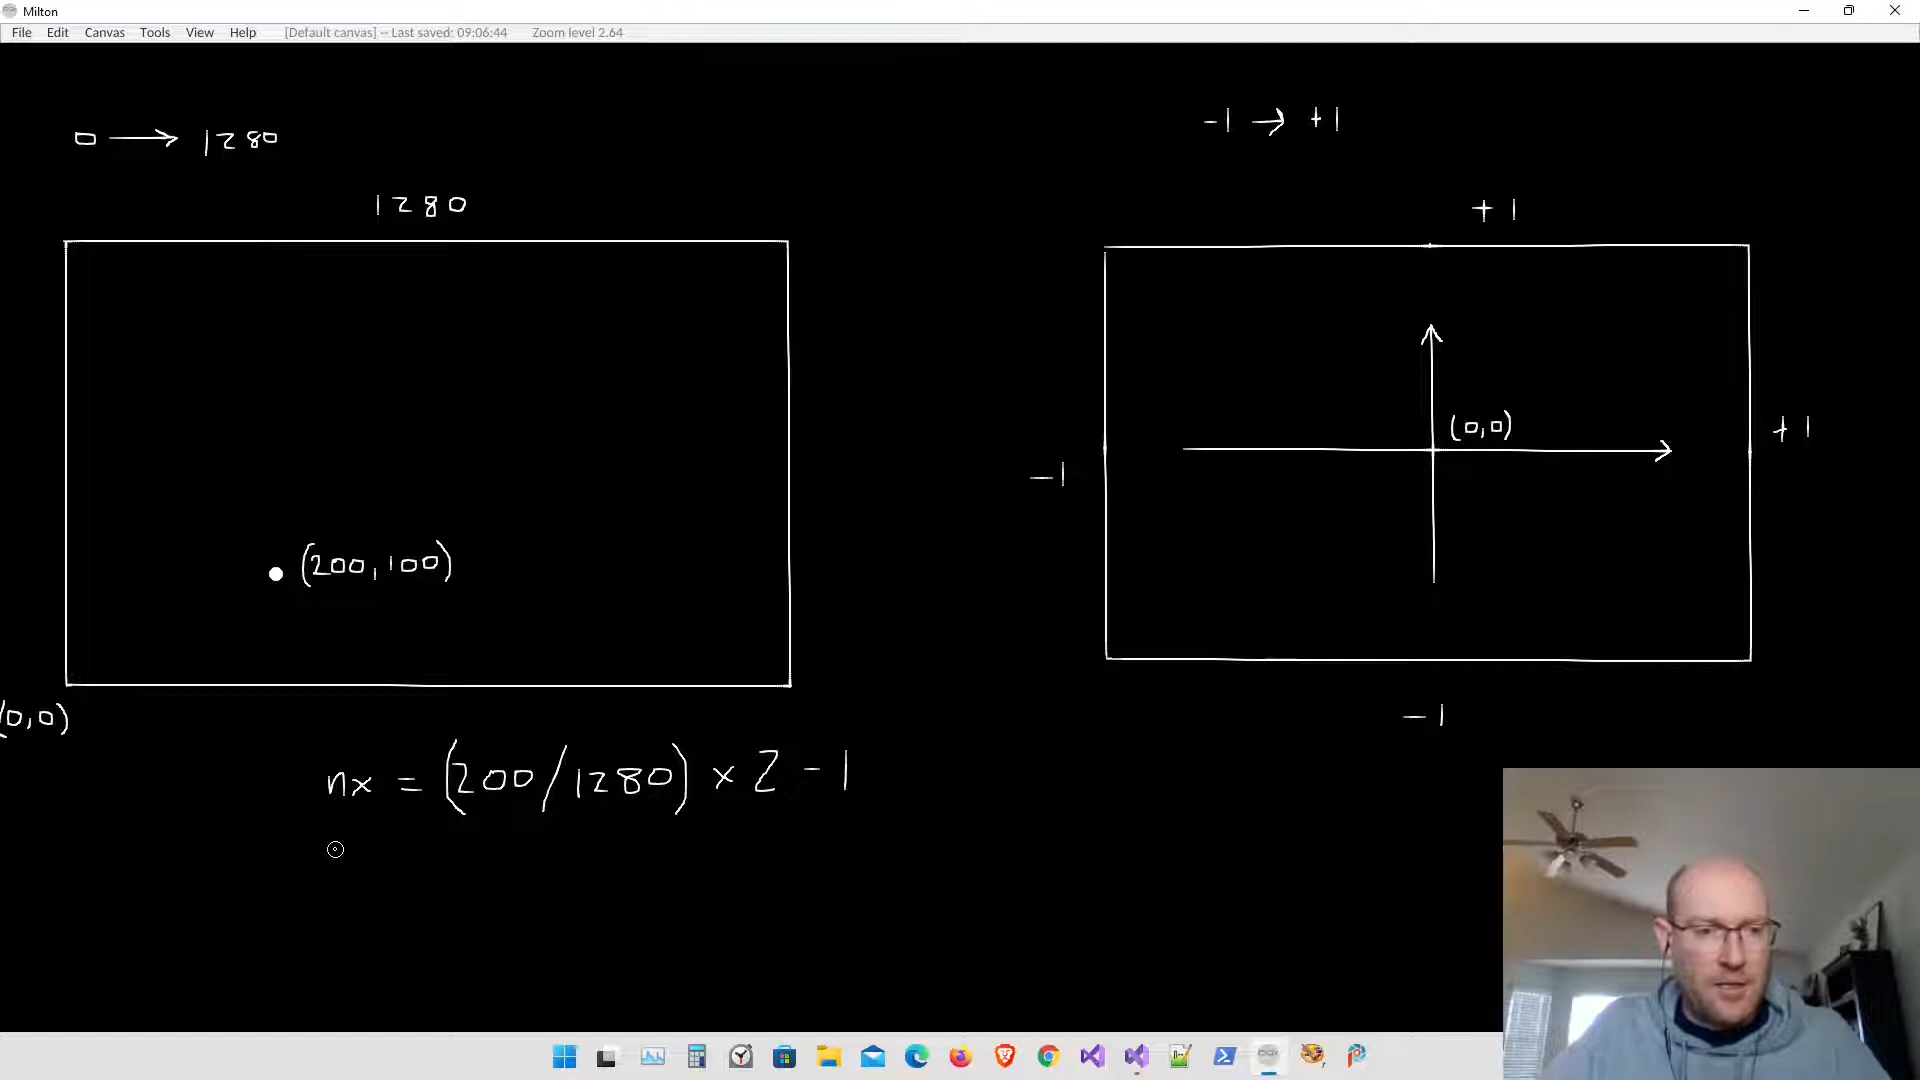 Milton
File Edit Canvas Tools View Help [Default canvas] -- Last saved: 09:06:44 Zoom level 2.64
0 → 1280
1280
(200,100)
(0,0)
nx = (200/1280) x 2 - 1
-1 → +1
+1
(0,0)
+1
-1
-1